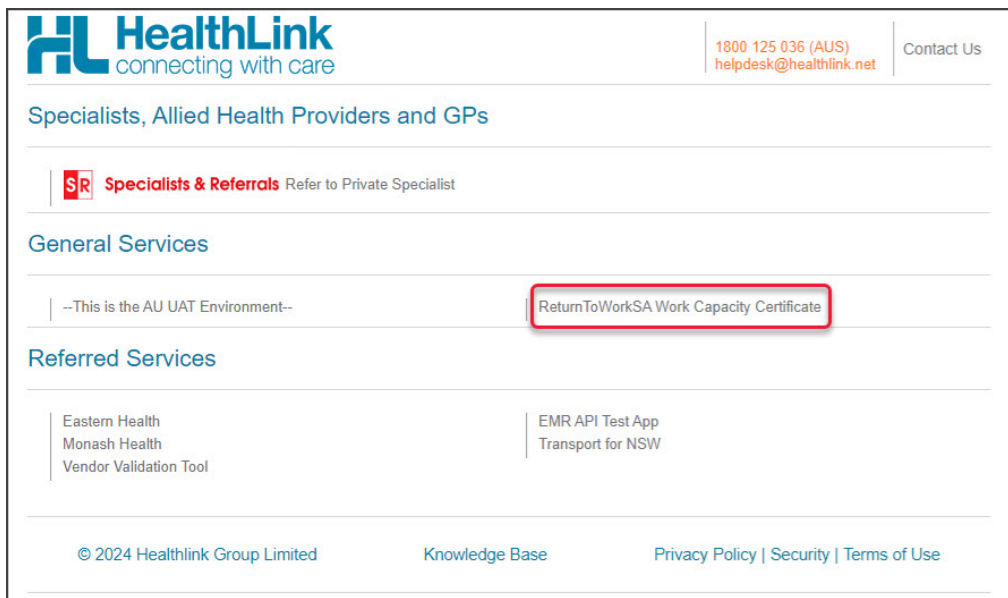 HL HealthLink
connecting with care
1800 125 036 (AUS)
helpdesk@healthlink.net
Contact Us
Specialists, Allied Health Providers and GPs
SR Specialists & Referrals Refer to Private Specialist
General Services
--This is the AU UAT Environment--
ReturnToWorkSA Work Capacity Certificate
Referred Services
Eastern Health
Monash Health
Vendor Validation Tool
EMR API Test App
Transport for NSW
© 2024 Healthlink Group Limited
Knowledge Base
Privacy Policy | Security | Terms of Use